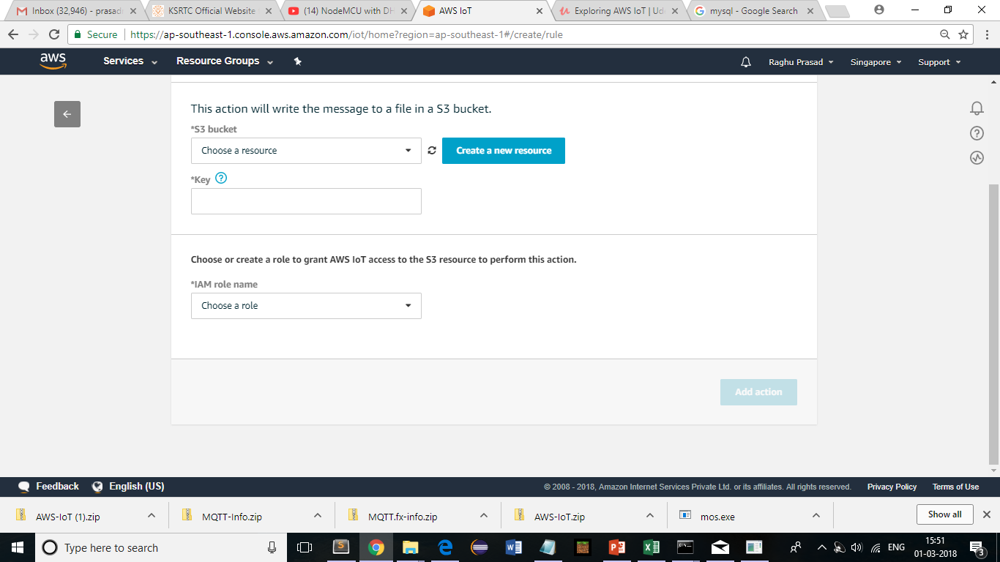 Inbox (32,946) - prasad
KSRTC Official Website
(14) NodeMCU with DH
AWS IoT
Exploring AWS IoT | Ud
mysql - Google Search
Secure
https://ap-southeast-1.console.aws.amazon.com/iot/home?region=ap-southeast-1#/create/rule
aws
Services
Resource Groups
Raghu Prasad
Singapore
Support
This action will write the message to a file in a S3 bucket.
*S3 bucket
Choose a resource
Create a new resource
*Key
Choose or create a role to grant AWS IoT access to the S3 resource to perform this action.
*IAM role name
Choose a role
Add action
Feedback
English (US)
© 2008 - 2018, Amazon Internet Services Private Ltd. or its affiliates. All rights reserved.
Privacy Policy
Terms of Use
AWS-IoT (1).zip
MQTT-Info.zip
MQTT.fx-info.zip
AWS-IoT.zip
mos.exe
Show all
Type here to search
ENG
15:51
01-03-2018
3